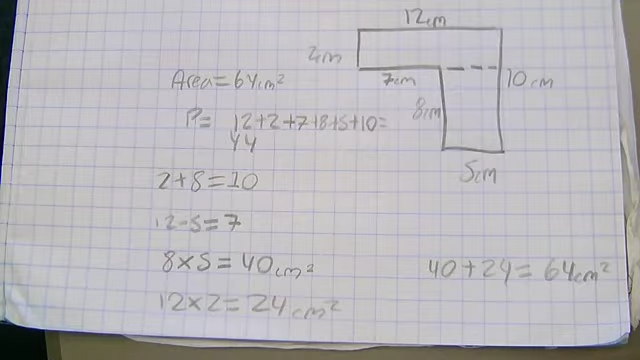 12cm
2cm
7cm
10cm
8cm
5cm
Area=64cm²
P= 12+2+7+8+5+10=
44
2+8=10
12-5=7
8×5=40cm²
12×2=24cm²
40+24=64cm²